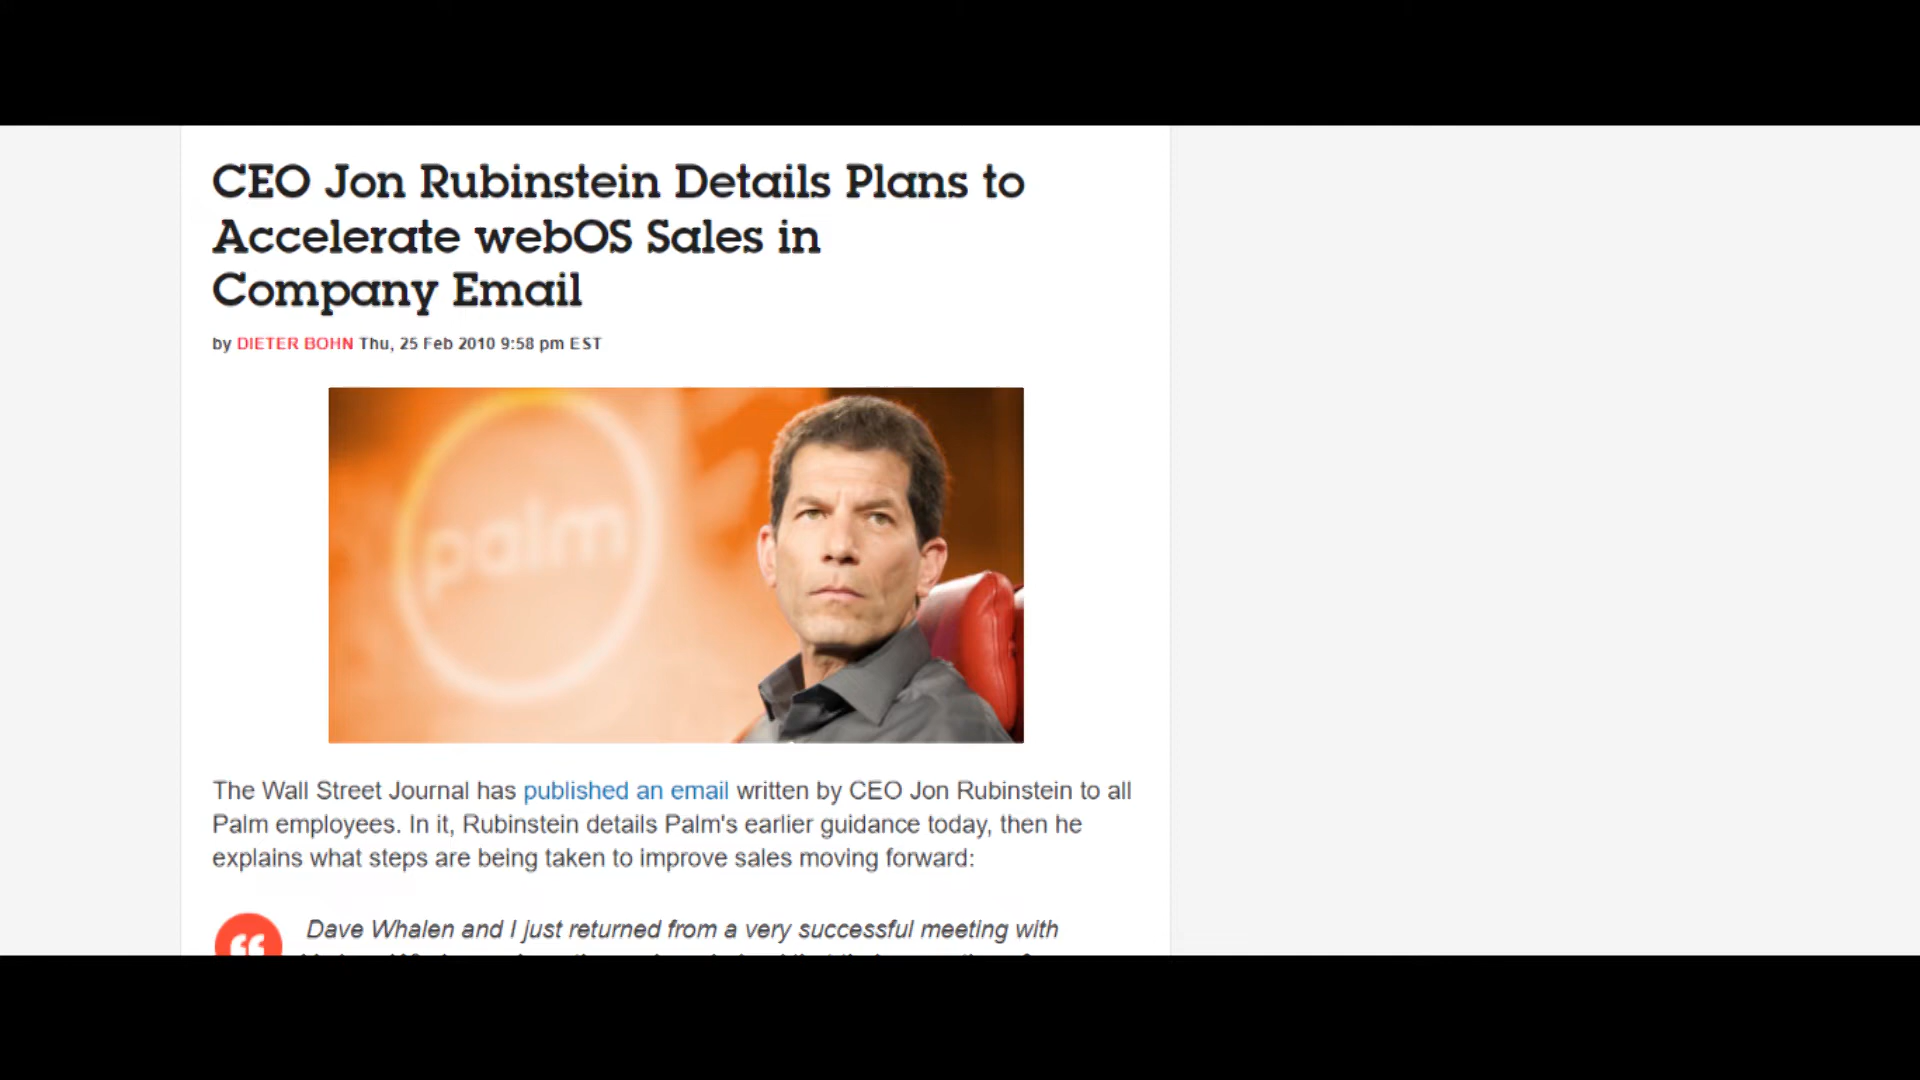 CEO Jon Rubinstein Details Plans to
Accelerate webOS Sales in
Company Email
by DIETER BOHN Thu, 25 Feb 2010 9:58 pm EST
palm
The Wall Street Journal has published an email written by CEO Jon Rubinstein to all
Palm employees. In it, Rubinstein details Palm's earlier guidance today, then he
explains what steps are being taken to improve sales moving forward:
Dave Whalen and I just returned from a very successful meeting with